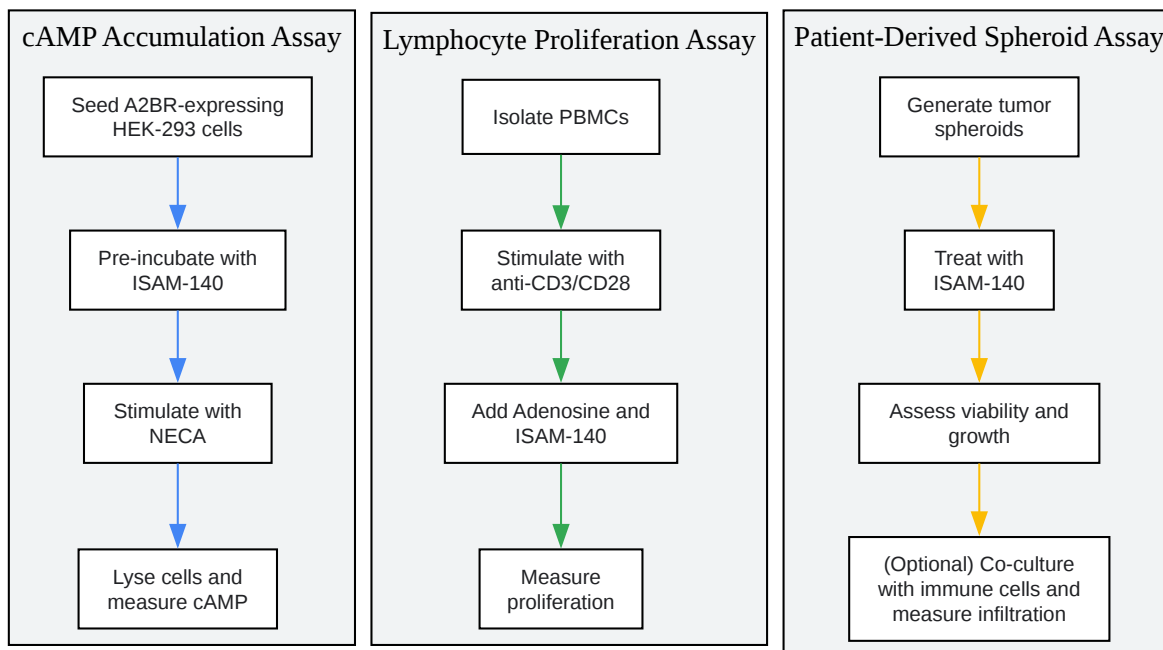 cAMP Accumulation Assay
Seed A2BR-expressing
HEK-293 cells
Pre-incubate with
ISAM-140
Stimulate with
NECA
Lyse cells and
measure cAMP
Lymphocyte Proliferation Assay
Isolate PBMCs
Stimulate with
anti-CD3/CD28
Add Adenosine and
ISAM-140
Measure
proliferation
Patient-Derived Spheroid Assay
Generate tumor
spheroids
Treat with
ISAM-140
Assess viability and
growth
(Optional) Co-culture
with immune cells and
measure infiltration